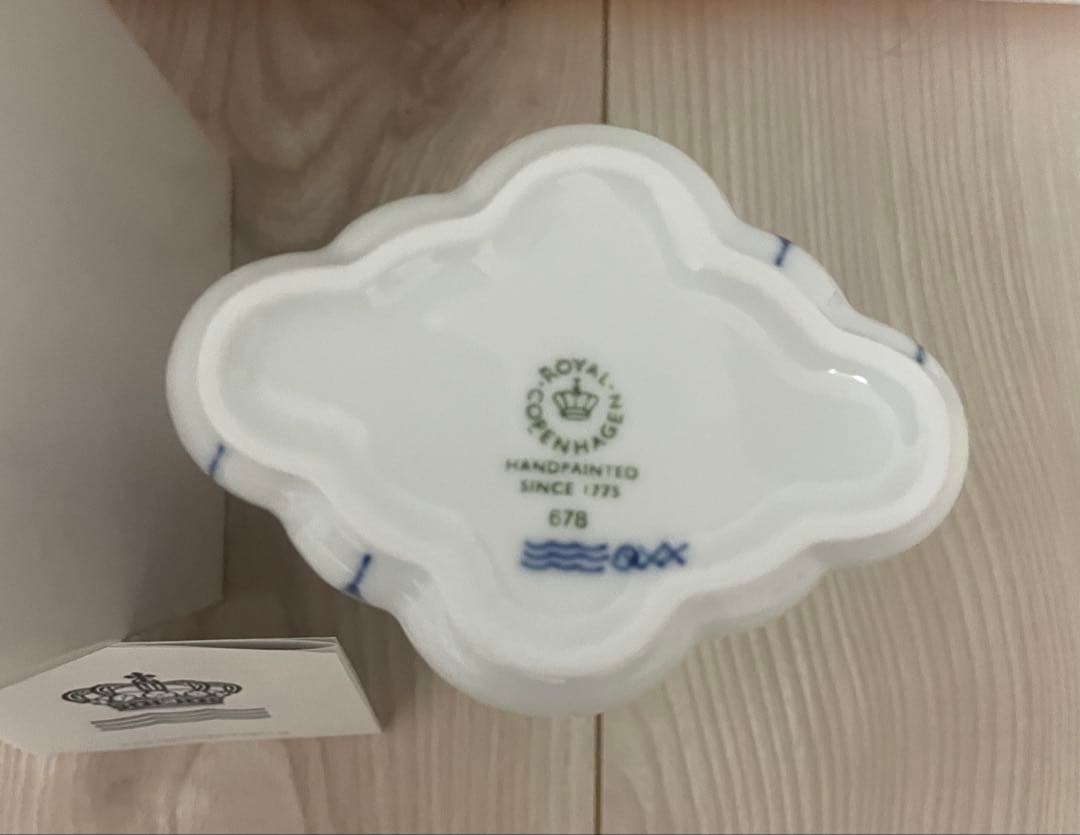 ROYAL
COPENHAGEN
HANDPAINTED
SINCE 1775
678